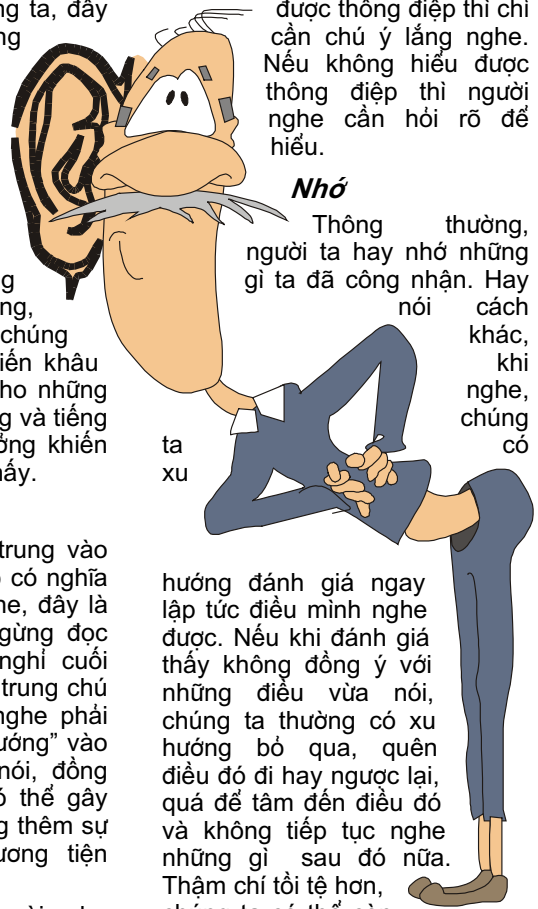 ng ta, đây
ng
g
ng,
chúng
iến khâu
ho những
g và tiếng
ởng khiến
hấy.
trung vào
có nghĩa
he, đây là
gừng đọc
nghỉ cuối
trung chú
nghe phải
ướng” vào
nói, đồng
ó thể gây
g thêm sự
ương tiện
được thông điệp thì chỉ
cần chú ý lắng nghe.
Nếu không hiểu được
thông điệp thì người
nghe cần hỏi rõ để
hiểu.
Nhớ
Thông thường,
người ta hay nhớ những
gì ta đã công nhận. Hay
nói cách
khác,
khi
nghe,
chúng
ta có
xu
hướng đánh giá ngay
lập tức điều mình nghe
được. Nếu khi đánh giá
thấy không đồng ý với
những điều vừa nói,
chúng ta thường có xu
hướng bỏ qua, quên
điều đó đi hay ngược lại,
quá để tâm đến điều đó
và không tiếp tục nghe
những gì sau đó nữa.
Thậm chí tồi tệ hơn,
chúng ta có thể